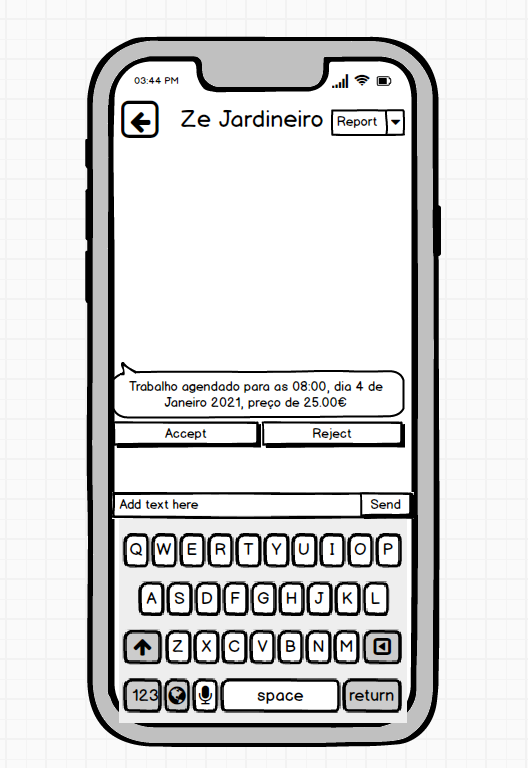 03:44 PM
Ze Jardineiro
Report
Trabalho agendado para as 08:00, dia 4 de
Janeiro 2021, preço de 25.00€
Accept Reject
Add text here Send
Q W E R T Y U I O P
A S D F G H J K L
Z X C V B N M
123 space return